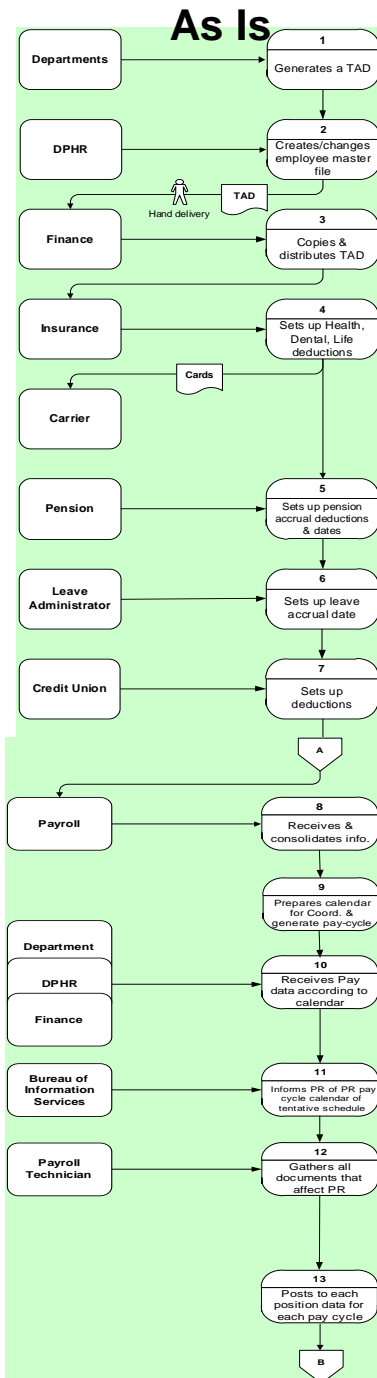 As Is
Departments
1
Generates a TAD
DPHR
2
Creates/changes
employee master
file
Hand delivery
TAD
Finance
3
Copies &
distributes TAD
Insurance
4
Sets up Health,
Dental, Life
deductions
Cards
Carrier
Pension
5
Sets up pension
accrual deductions
& dates
Leave
Administrator
6
Sets up leave
accrual date
Credit Union
7
Sets up
deductions
A
Payroll
8
Receives &
consolidates info.
9
Prepares calendar
for Coord. &
generate pay-cycle
Department
DPHR
Finance
10
Receives Pay
data according to
calendar
Bureau of
Information
Services
11
Informs PR of PR pay
cycle calendar of
tentative schedule
Payroll
Technician
12
Gathers all
documents that
affect PR
13
Posts to each
position data for
each pay cycle
B